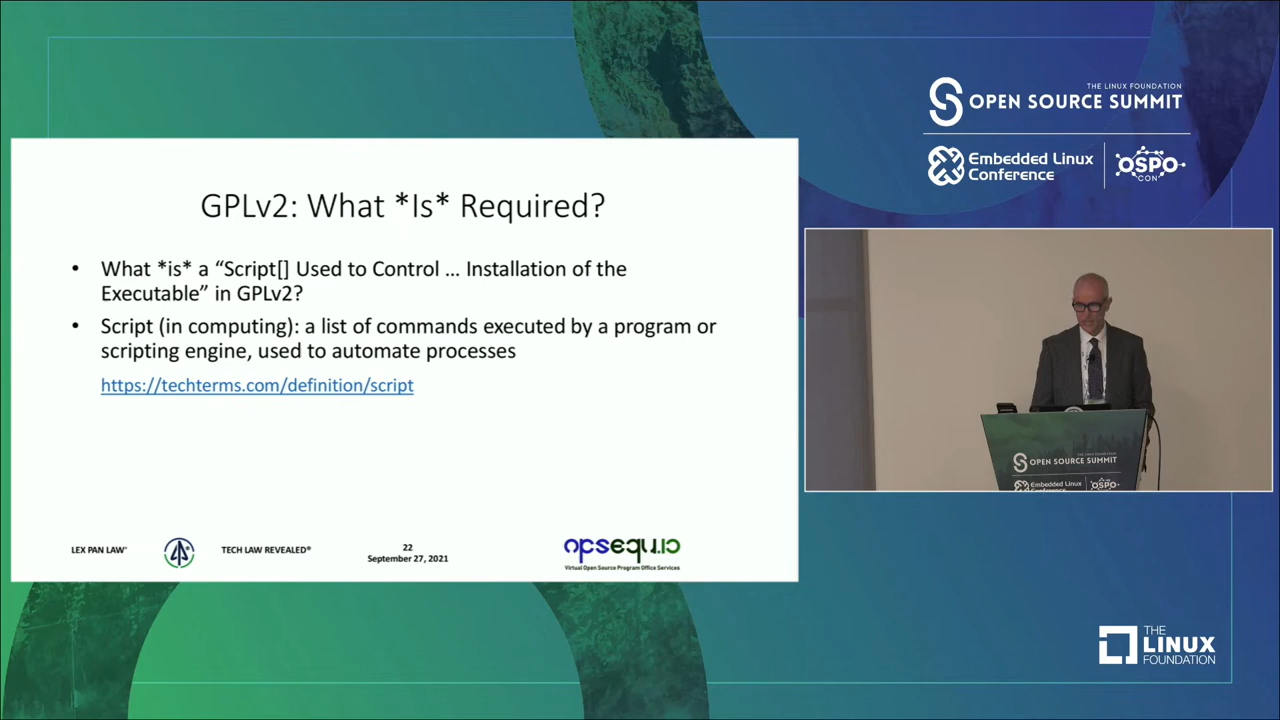 THE LINUX FOUNDATION
OPEN SOURCE SUMMIT
Embedded Linux
Conference
OSPO
CON
GPLv2: What *Is* Required?
• What *is* a “Script[] Used to Control … Installation of the
Executable” in GPLv2?
• Script (in computing): a list of commands executed by a program or
scripting engine, used to automate processes
https://techterms.com/definition/script
LEX PAN LAW
TECH LAW REVEALED®
22
September 27, 2021
opsequ.io
Virtual Open Source Program Office Services
OPEN SOURCE SUMMIT
Embedded Linux
OSPO
THE
LINUX
FOUNDATION